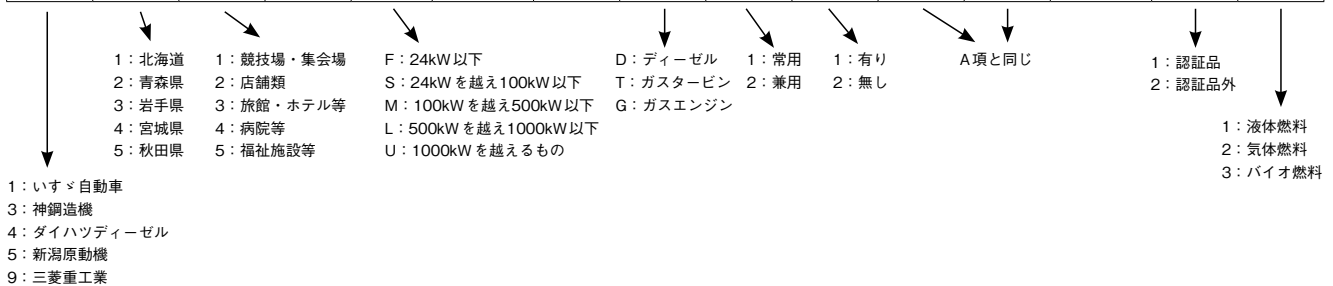 1：北海道
2：青森県
3：岩手県
4：宮城県
5：秋田県
1：競技場・集会場
2：店舗類
3：旅館・ホテル等
4：病院等
5：福祉施設等
F：24kW以下
S：24kWを越え100kW以下
M：100kWを越え500kW以下
L：500kWを越え1000kW以下
U：1000kWを越えるもの
D：ディーゼル
T：ガスタービン
G：ガスエンジン
1：常用
2：兼用
1：有り
2：無し
A項と同じ
1：認証品
2：認証品外
1：液体燃料
2：気体燃料
3：バイオ燃料
1：いすゞ自動車
3：神鋼造機
4：ダイハツディーゼル
5：新潟原動機
9：三菱重工業